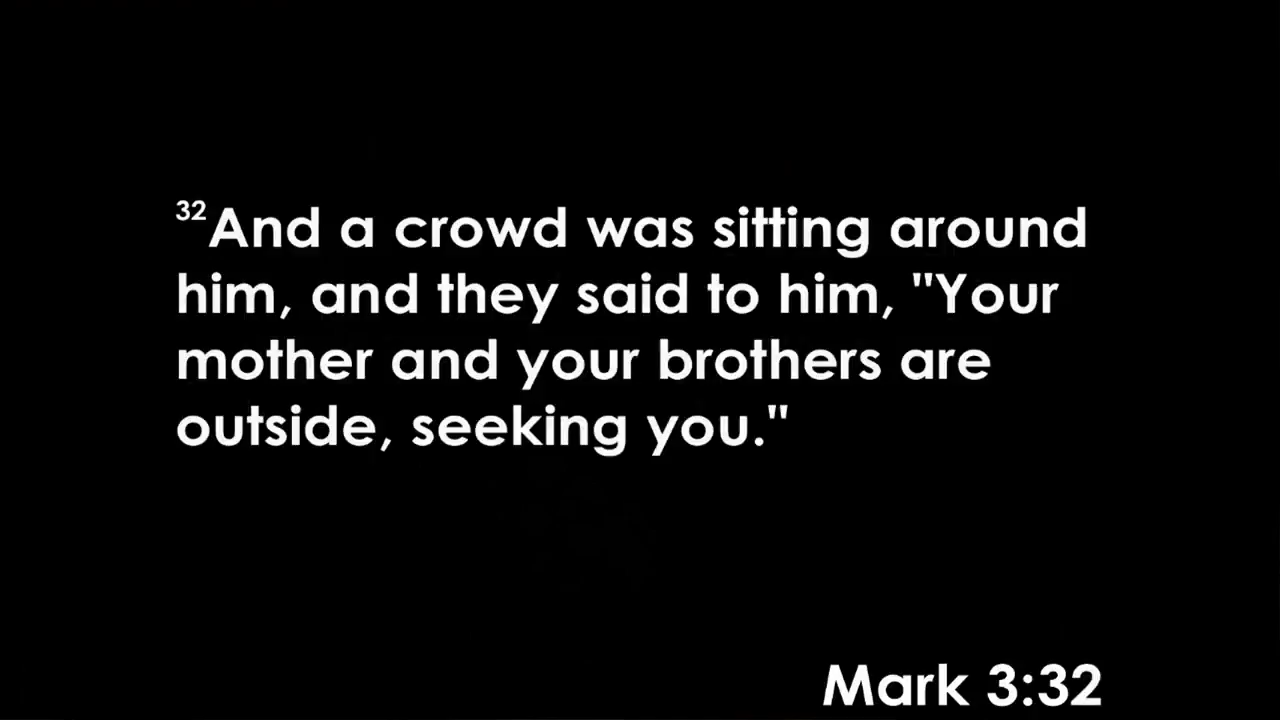 32And a crowd was sitting around
him, and they said to him, "Your
mother and your brothers are
outside, seeking you."
Mark 3:32